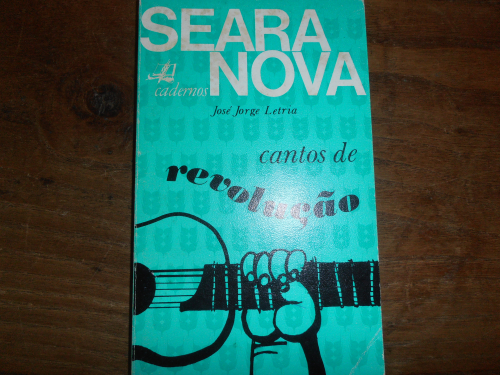 SEARA
NOVA
cadernos
José Jorge Letria
cantos de
revolução